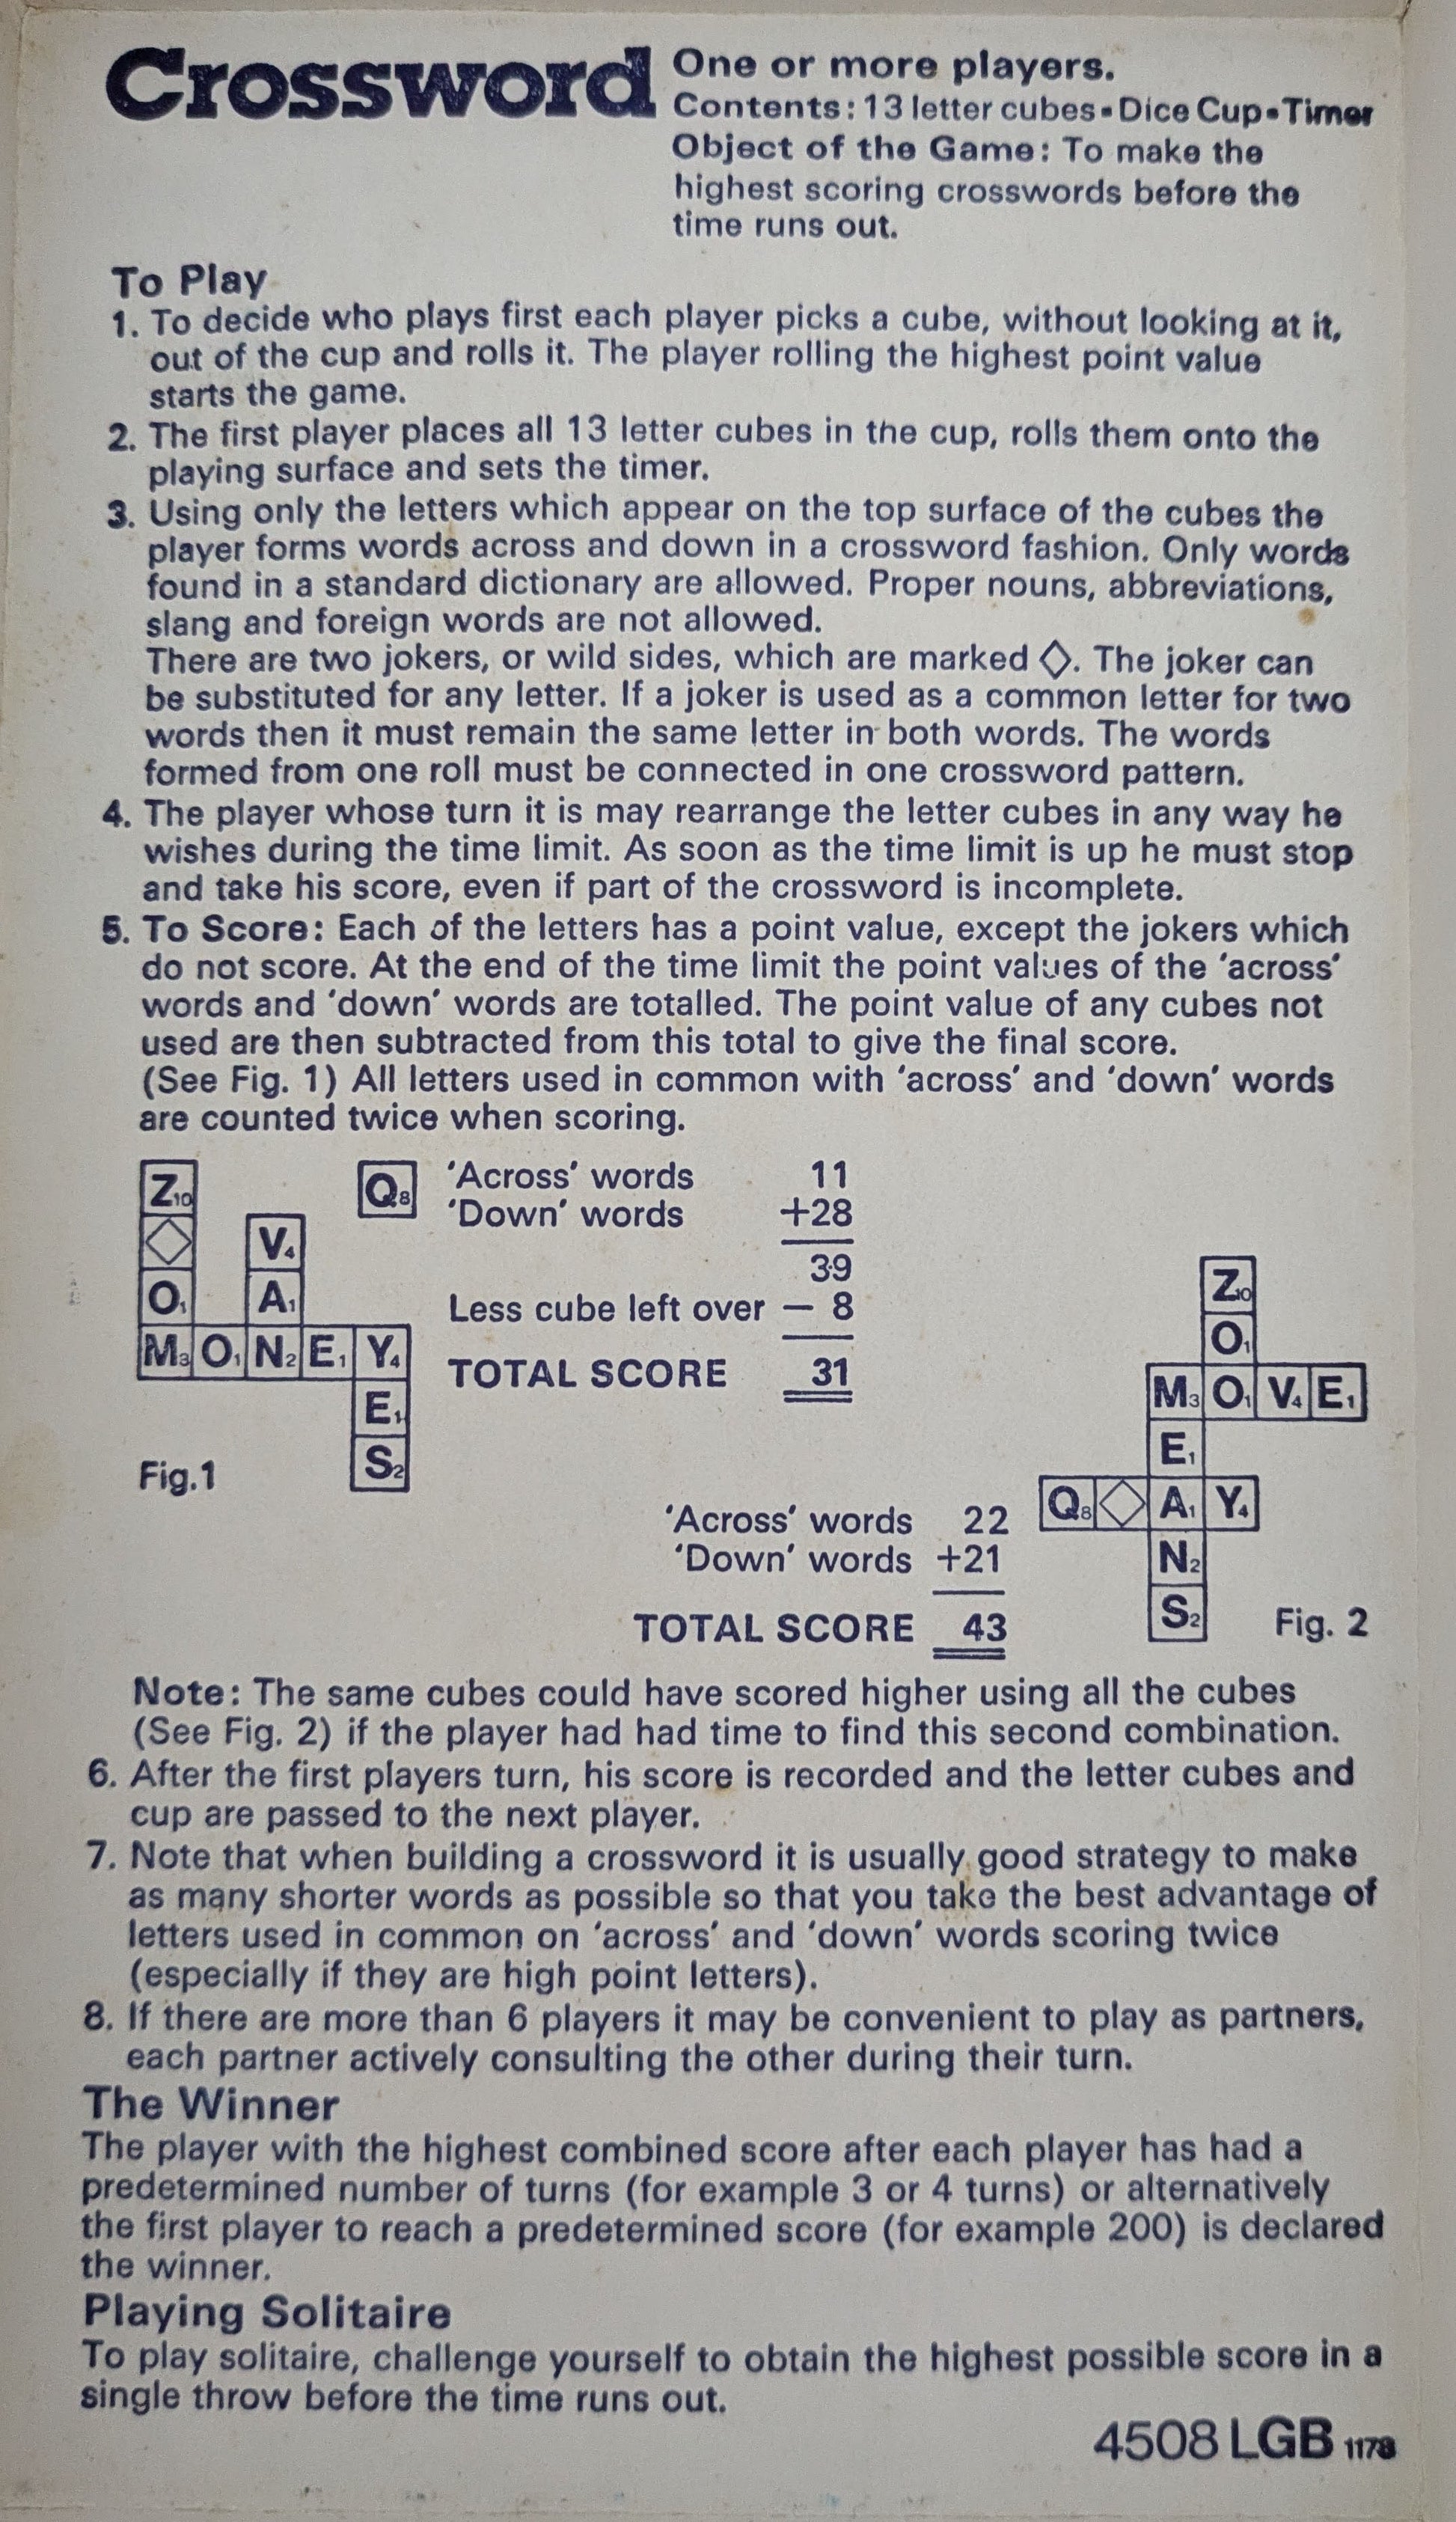 Crossword
One or more players.
Contents: 13 letter cubes▪Dice Cup▪Timer
Object of the Game: To make the
highest scoring crosswords before the
time runs out.
To Play
1. To decide who plays first each player picks a cube, without looking at it,
out of the cup and rolls it. The player rolling the highest point value
starts the game.
2. The first player places all 13 letter cubes in the cup, rolls them onto the
playing surface and sets the timer.
3. Using only the letters which appear on the top surface of the cubes the
player forms words across and down in a crossword fashion. Only words
found in a standard dictionary are allowed. Proper nouns, abbreviations,
slang and foreign words are not allowed.
There are two jokers, or wild sides, which are marked ◇. The joker can
be substituted for any letter. If a joker is used as a common letter for two
words then it must remain the same letter in both words. The words
formed from one roll must be connected in one crossword pattern.
4. The player whose turn it is may rearrange the letter cubes in any way he
wishes during the time limit. As soon as the time limit is up he must stop
and take his score, even if part of the crossword is incomplete.
5. To Score: Each of the letters has a point value, except the jokers which
do not score. At the end of the time limit the point values of the ‘across’
words and ‘down’ words are totalled. The point value of any cubes not
used are then subtracted from this total to give the final score.
(See Fig. 1) All letters used in common with ‘across’ and ‘down’ words
are counted twice when scoring.
Z10
◇ V4
O1 A1
M3 O1 N2 E1 Y4
E1
S2
Fig.1
Q8
‘Across’ words 11
‘Down’ words +28
39
Less cube left over — 8
TOTAL SCORE 31
Z10
O1
M3 O1 V4 E1
E1
Q8 ◇ A1 Y4
N2
S2
Fig. 2
‘Across’ words 22
‘Down’ words +21
TOTAL SCORE 43
Note: The same cubes could have scored higher using all the cubes
(See Fig. 2) if the player had had time to find this second combination.
6. After the first players turn, his score is recorded and the letter cubes and
cup are passed to the next player.
7. Note that when building a crossword it is usually good strategy to make
as many shorter words as possible so that you take the best advantage of
letters used in common on ‘across’ and ‘down’ words scoring twice
(especially if they are high point letters).
8. If there are more than 6 players it may be convenient to play as partners,
each partner actively consulting the other during their turn.
The Winner
The player with the highest combined score after each player has had a
predetermined number of turns (for example 3 or 4 turns) or alternatively
the first player to reach a predetermined score (for example 200) is declared
the winner.
Playing Solitaire
To play solitaire, challenge yourself to obtain the highest possible score in a
single throw before the time runs out.
4508 LGB 1178